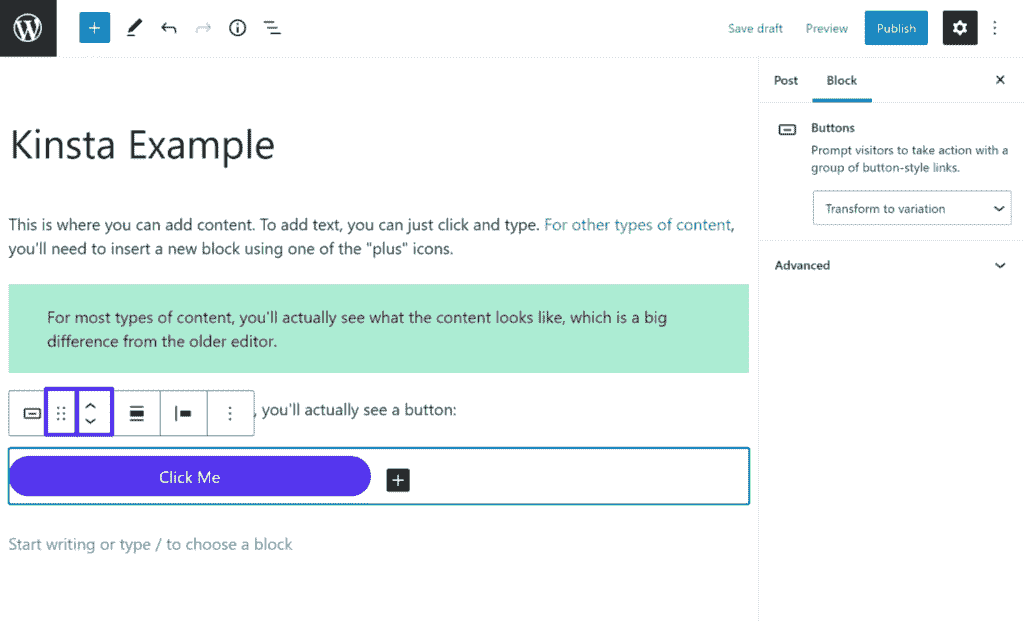 Save draft
Preview
Publish
Post
Block
Kinsta Example
Buttons
Prompt visitors to take action with a
group of button-style links.
Transform to variation
This is where you can add content. To add text, you can just click and type. For other types of content,
you'll need to insert a new block using one of the "plus" icons.
Advanced
For most types of content, you'll actually see what the content looks like, which is a big
difference from the older editor.
, you'll actually see a button:
Click Me
Start writing or type / to choose a block